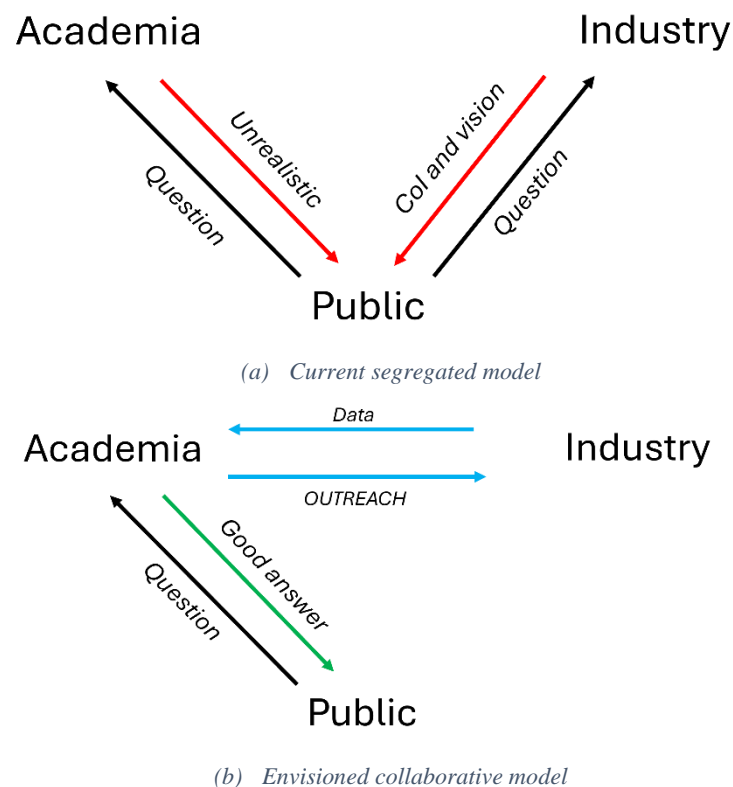 Academia
Industry
Unrealistic
CoI and vision
Question
Question
Public
(a) Current segregated model
Data
Academia
Industry
OUTREACH
Good answer
Question
Public
(b) Envisioned collaborative model